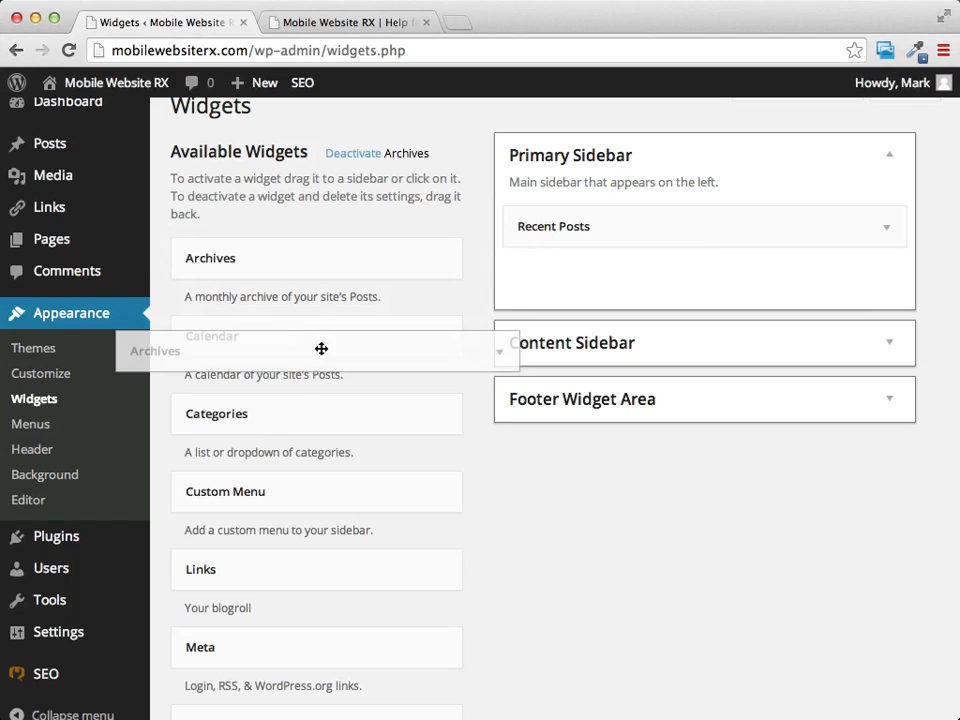 Widgets ‹ Mobile Website R
Mobile Website RX | Help f
mobilewebsiterx.com/wp-admin/widgets.php
Mobile Website RX
0
New
SEO
Howdy, Mark
Dashboard
Posts
Media
Links
Pages
Comments
Appearance
Themes
Customize
Widgets
Menus
Header
Background
Editor
Plugins
Users
Tools
Settings
SEO
Collapse menu
Widgets
Available Widgets
Deactivate Archives
To activate a widget drag it to a sidebar or click on it.
To deactivate a widget and delete its settings, drag it
back.
Archives
A monthly archive of your site's Posts.
Calendar
Archives
A calendar of your site's Posts.
Categories
A list or dropdown of categories.
Custom Menu
Add a custom menu to your sidebar.
Links
Your blogroll
Meta
Login, RSS, & WordPress.org links.
Primary Sidebar
Main sidebar that appears on the left.
Recent Posts
Content Sidebar
Footer Widget Area